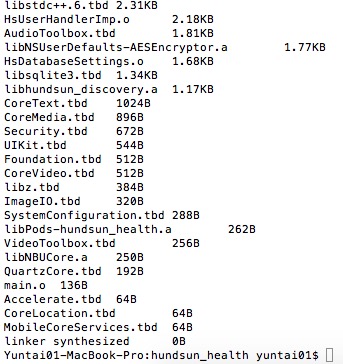 libstdc++.6.tbd 2.31KB
HsUserHandlerImp.o 2.18KB
AudioToolbox.tbd 1.81KB
libNSUserDefaults-AESEncryptor.a 1.77KB
HsDatabaseSettings.o 1.68KB
libsqlite3.tbd 1.34KB
libhundsun_discovery.a 1.17KB
CoreText.tbd 1024B
CoreMedia.tbd 896B
Security.tbd 672B
UIKit.tbd 544B
Foundation.tbd 512B
CoreVideo.tbd 512B
libz.tbd 384B
ImageIO.tbd 320B
SystemConfiguration.tbd 288B
libPods-hundsun_health.a 262B
VideoToolbox.tbd 256B
libNBUCore.a 250B
QuartzCore.tbd 192B
main.o 136B
Accelerate.tbd 64B
CoreLocation.tbd 64B
MobileCoreServices.tbd 64B
linker synthesized 0B
Yuntai01-MacBook-Pro:hundsun_health yuntai01$